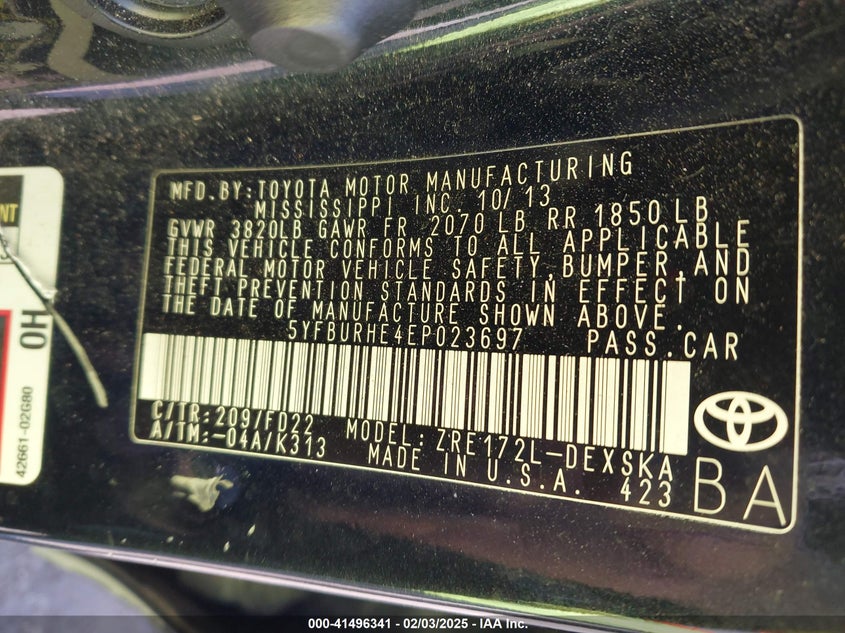 MFD.BY:TOYOTA MOTOR MANUFACTURING
MISSISSIPPI INC. 10/13
GVWR 3820LB GAWR FR 2070 LB RR 1850LB
THIS VEHICLE CONFORMS TO ALL APPLICABLE
FEDERAL MOTOR VEHICLE SAFETY,BUMPER,AND
THEFT PREVENTION STANDARDS IN EFFECT ON
THE DATE OF MANUFACTURE SHOWN ABOVE.
5YFBURHE4EP023697 PASS.CAR
C/TR:209/FD22 MODEL:ZRE172L-DEXSKA
A/TM:-04A/K313 MADE IN U.S.A. 423
BA
NT
OH
42661-02G80
000-41496341 | 02/03/2025 - IAA Inc.